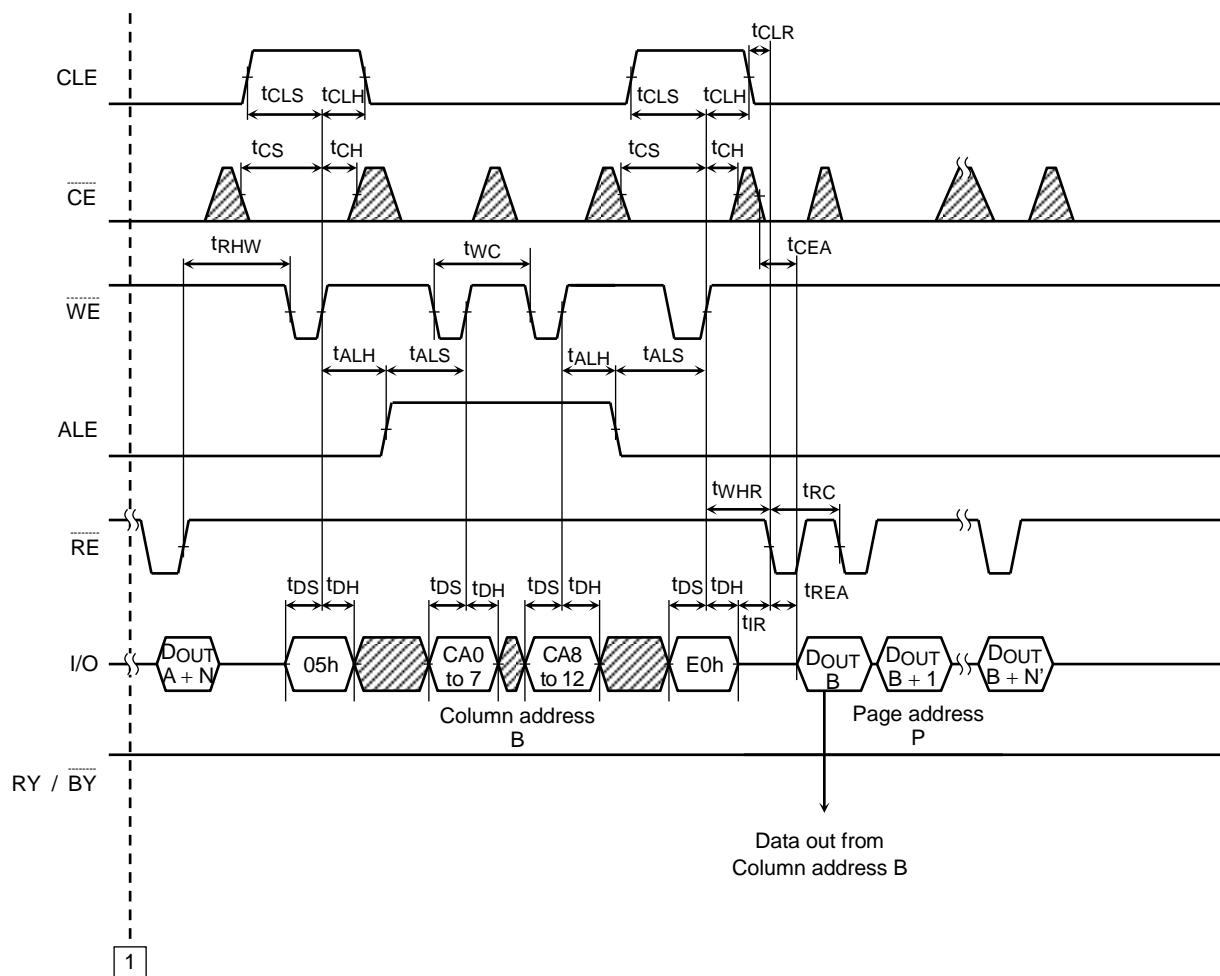 tCLR
CLE
tCLS tCLH tCLS tCLH
tCS tCH tCS tCH
CE
tRHW tWC tCEA
WE
tALH tALS tALH tALS
ALE
tWHR tRC
RE
tDS tDH tDS tDH tDS tDH tDS tDH tREA
tIR
I/O
DOUT
A + N
05h
CA0
to 7
CA8
to 12
E0h
DOUT
B
DOUT
B + 1
DOUT
B + N’
Column address
B
Page address
P
RY / BY
Data out from
Column address B
1